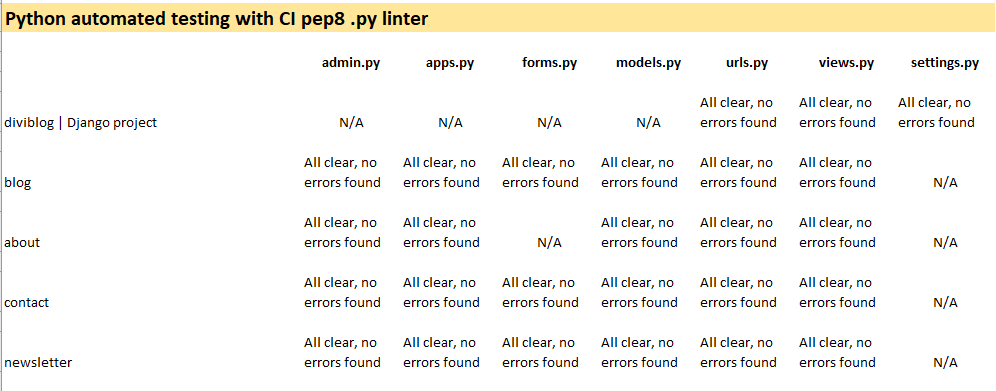 Python automated testing with CI pep8 .py linter
admin.py apps.py forms.py models.py urls.py views.py settings.py
All clear, no All clear, no All clear, no
diviblog | Django project N/A N/A N/A N/A errors found errors found errors found
All clear, no All clear, no All clear, no All clear, no All clear, no All clear, no
blog errors found errors found errors found errors found errors found errors found N/A
All clear, no All clear, no All clear, no All clear, no All clear, no
about errors found errors found N/A errors found errors found errors found N/A
All clear, no All clear, no All clear, no All clear, no All clear, no All clear, no
contact errors found errors found errors found errors found errors found errors found N/A
All clear, no All clear, no All clear, no All clear, no All clear, no All clear, no
newsletter errors found errors found errors found errors found errors found errors found N/A